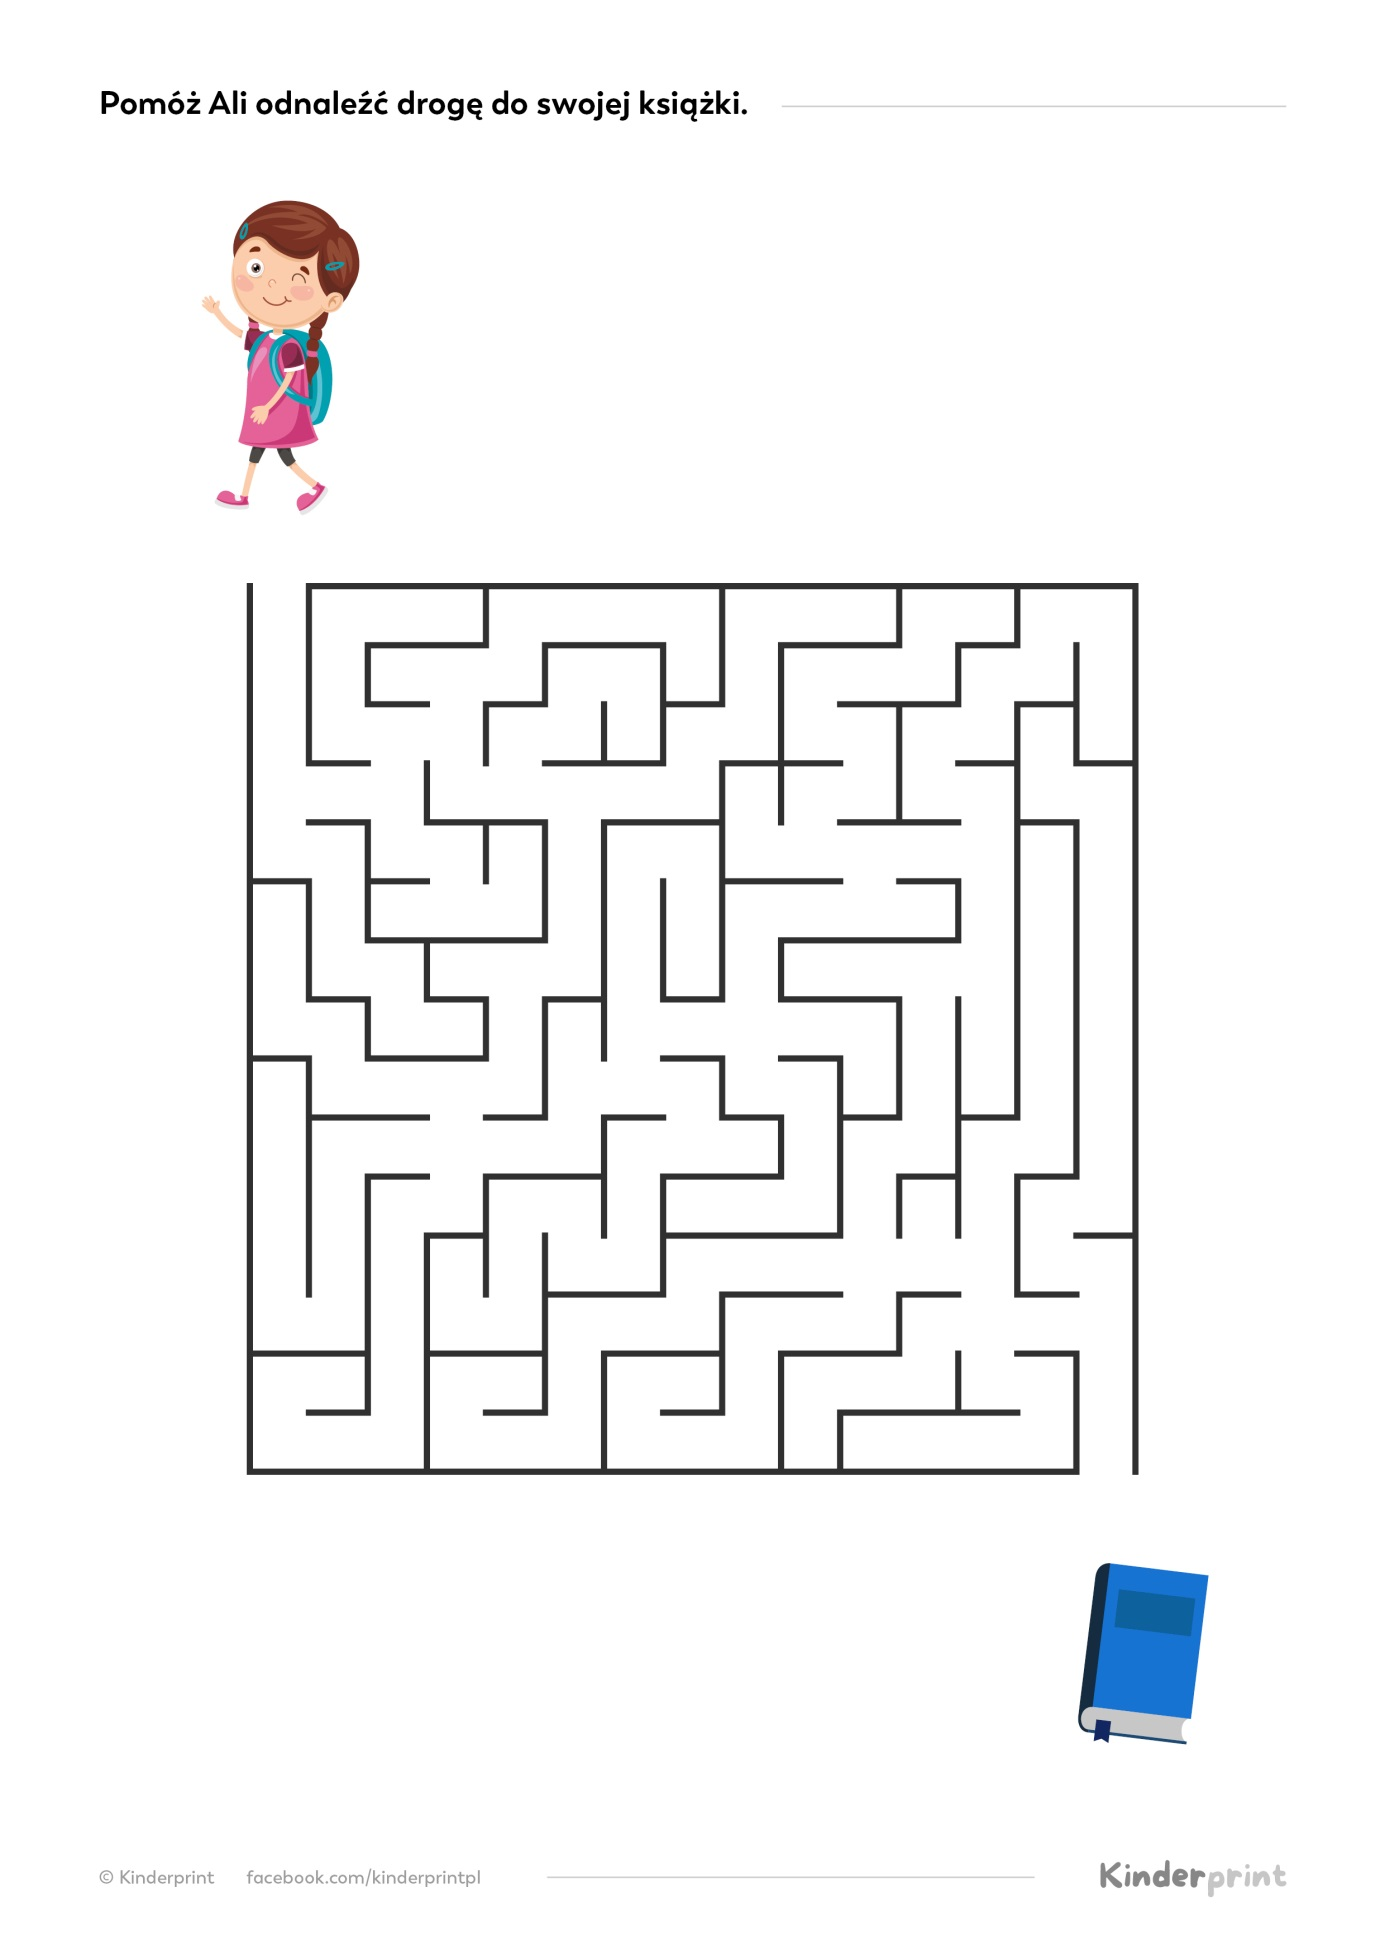 Pomóż Ali odnaleźć drogę do swojej książki.
© Kinderprint facebook.com/kinderprintpl
Kinderprint